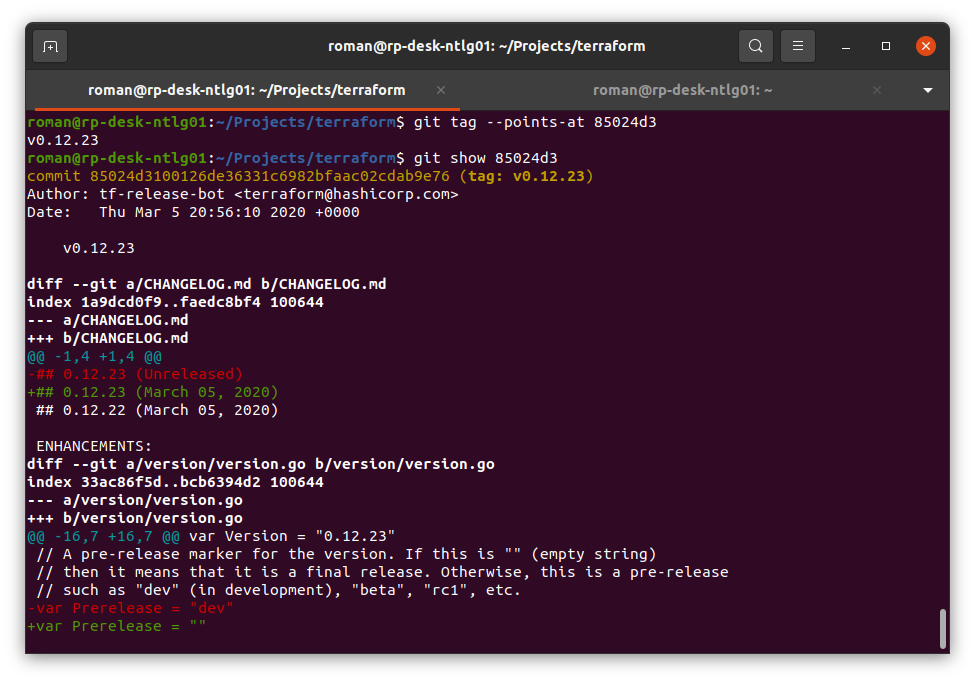 roman@rp-desk-ntlg01: ~/Projects/terraform
roman@rp-desk-ntlg01: ~/Projects/terraform
roman@rp-desk-ntlg01: ~
roman@rp-desk-ntlg01:~/Projects/terraform$ git tag --points-at 85024d3
v0.12.23
roman@rp-desk-ntlg01:~/Projects/terraform$ git show 85024d3
commit 85024d3100126de36331c6982bfaac02cdab9e76 (tag: v0.12.23)
Author: tf-release-bot <terraform@hashicorp.com>
Date:   Thu Mar 5 20:56:10 2020 +0000

    v0.12.23

diff --git a/CHANGELOG.md b/CHANGELOG.md
index 1a9dcd0f9..faedc8bf4 100644
--- a/CHANGELOG.md
+++ b/CHANGELOG.md
@@ -1,4 +1,4 @@
-## 0.12.23 (Unreleased)
+## 0.12.23 (March 05, 2020)
 ## 0.12.22 (March 05, 2020)

 ENHANCEMENTS:
diff --git a/version/version.go b/version/version.go
index 33ac86f5d..bcb6394d2 100644
--- a/version/version.go
+++ b/version/version.go
@@ -16,7 +16,7 @@ var Version = "0.12.23"
 // A pre-release marker for the version. If this is "" (empty string)
 // then it means that it is a final release. Otherwise, this is a pre-release
 // such as "dev" (in development), "beta", "rc1", etc.
-var Prerelease = "dev"
+var Prerelease = ""